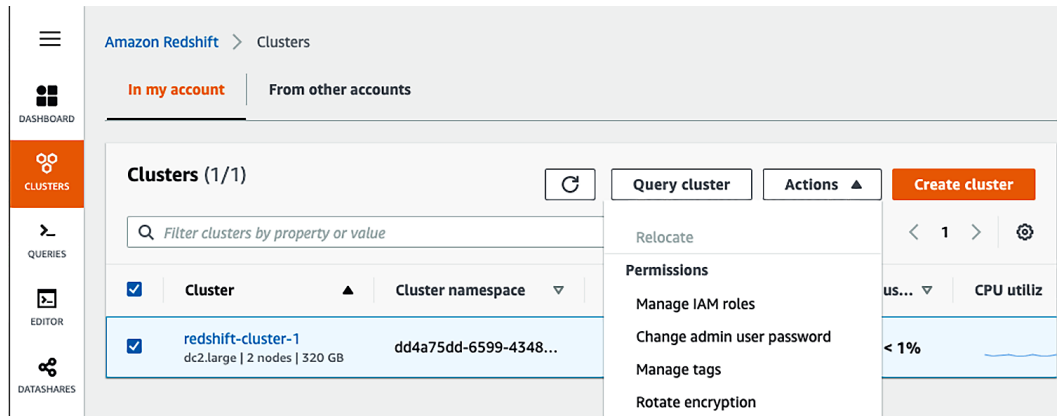 Amazon Redshift > Clusters
In my account
From other accounts
DASHBOARD
CLUSTERS
QUERIES
EDITOR
DATASHARES
Clusters (1/1)
Query cluster
Actions
Create cluster
Filter clusters by property or value
1
Relocate
Permissions
Manage IAM roles
Change admin user password
Manage tags
Rotate encryption
Cluster
Cluster namespace
us...
CPU utiliz
redshift-cluster-1
dc2.large | 2 nodes | 320 GB
dd4a75dd-6599-4348...
< 1%